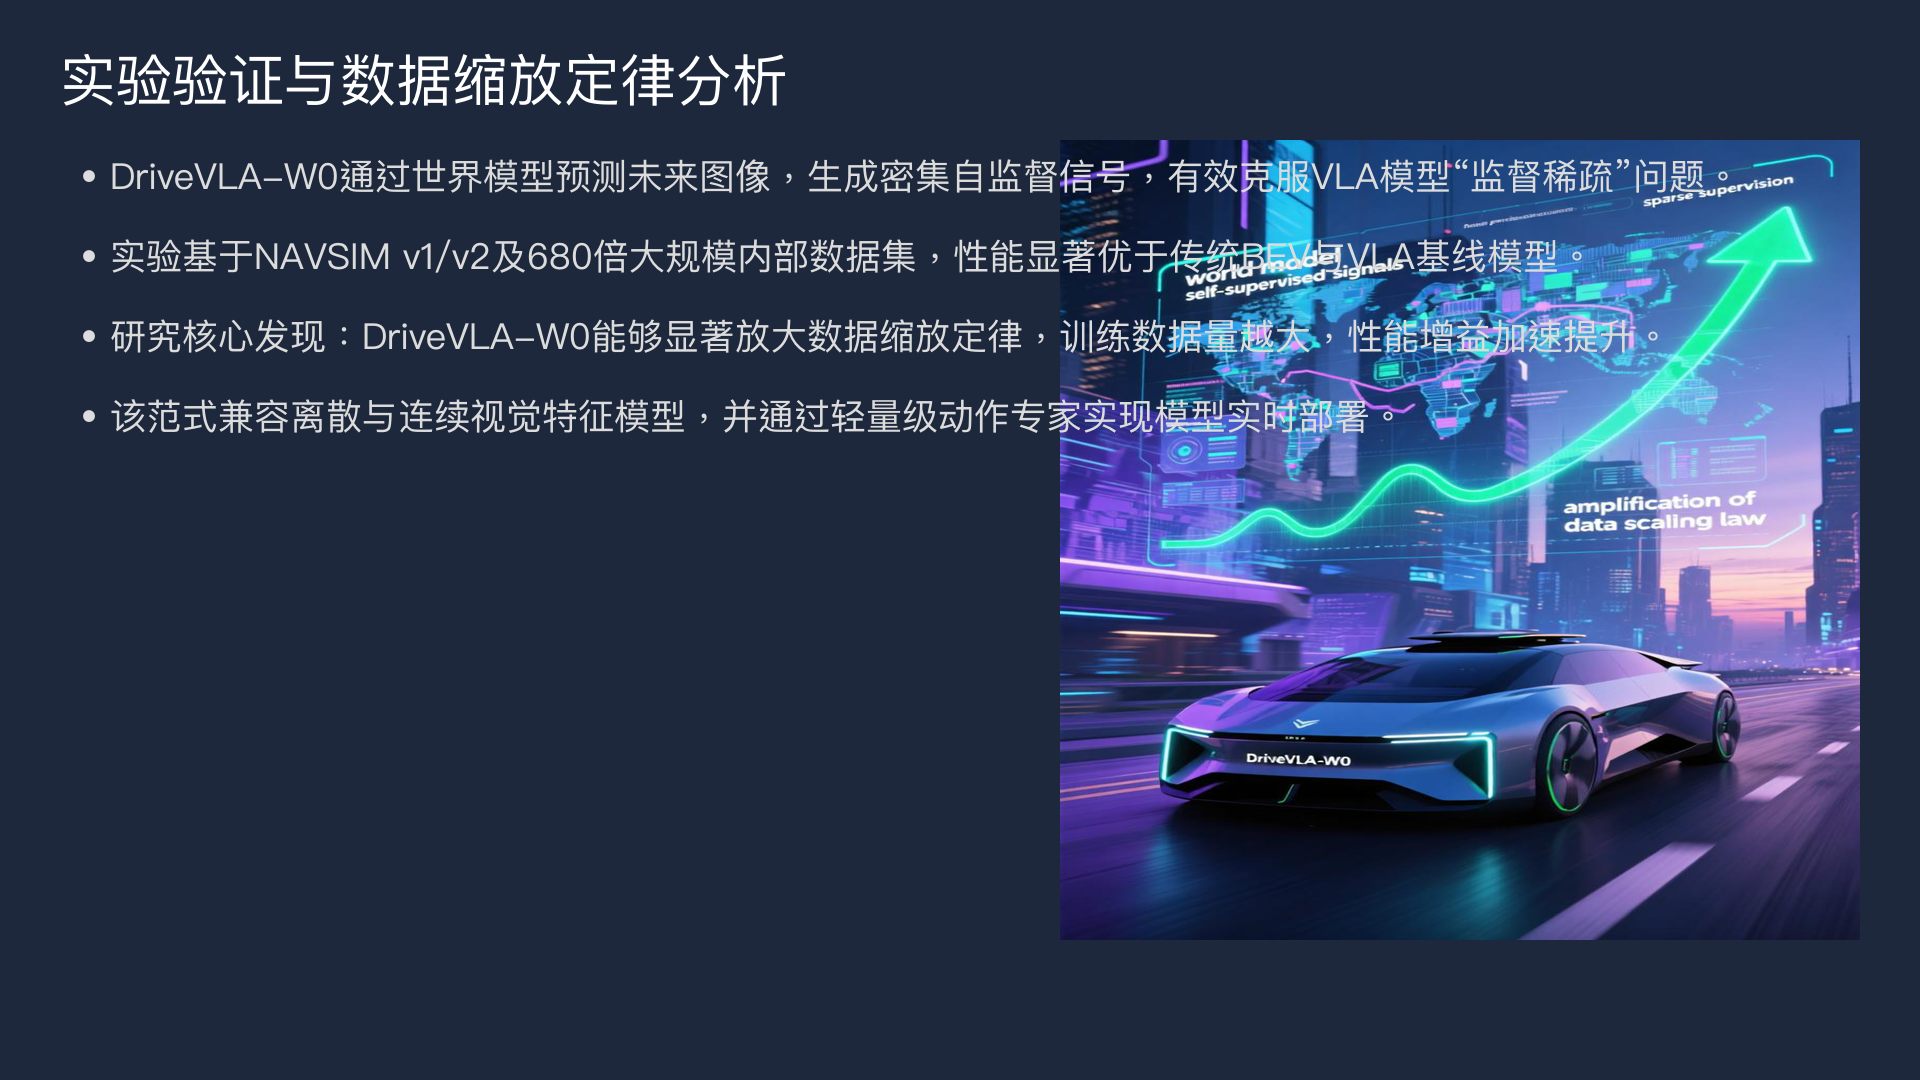 实验验证与数据缩放定律分析
• DriveVLA-W0通过世界模型预测未来图像，生成密集自监督信号，有效克服VLA模型“监督稀疏”问题。
sparse supervision
• 实验基于NAVSIM v1/v2及680倍大规模内部数据集，性能显著优于传统BEV与VLA基线模型。
world model
self-supervised signals
• 研究核心发现：DriveVLA-W0能够显著放大数据缩放定律，训练数据量越大，性能增益加速提升。
• 该范式兼容离散与连续视觉特征模型，并通过轻量级动作专家实现模型实时部署。
amplification of
data scaling law
DriveVLA-W0